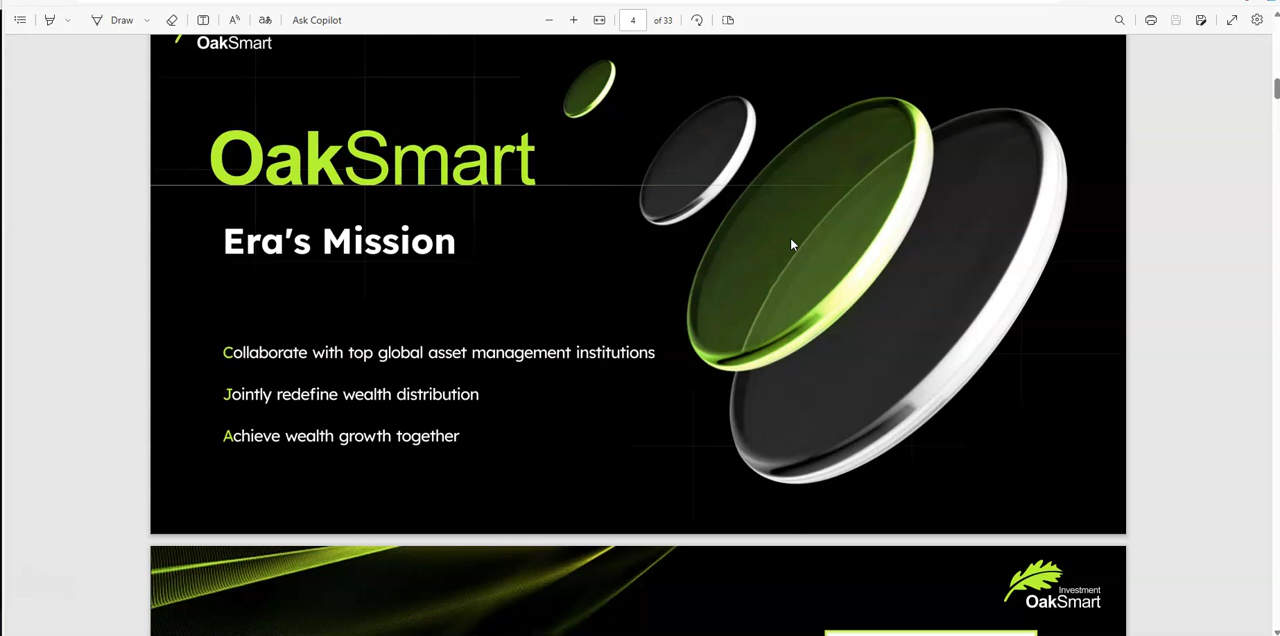 Draw
Ask Copilot
4 of 33
OakSmart
OakSmart
Era's Mission
Collaborate with top global asset management institutions
Jointly redefine wealth distribution
Achieve wealth growth together
Investment
OakSmart